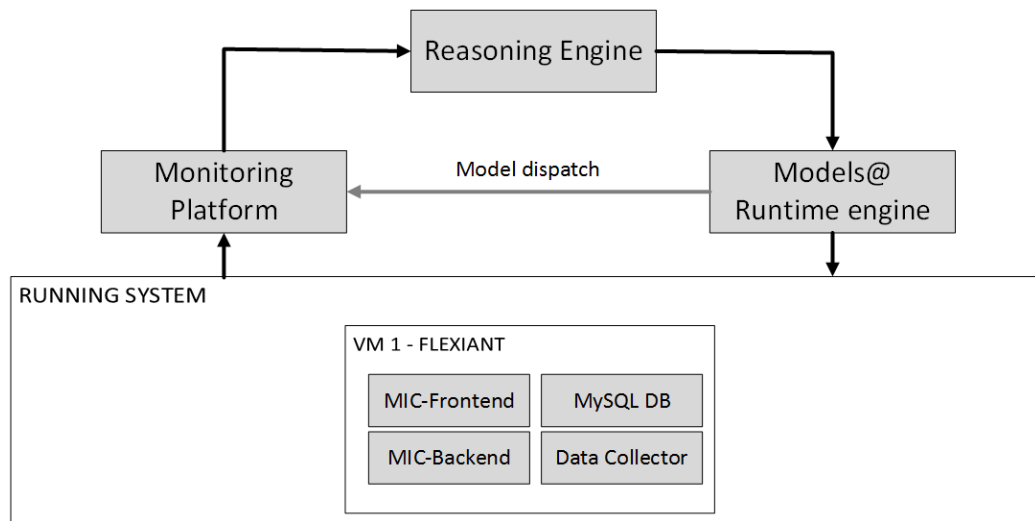 Reasoning Engine
Monitoring
Platform
Model dispatch
Models@
Runtime engine
RUNNING SYSTEM
VM 1 - FLEXIANT
MIC-Frontend
MySQL DB
MIC-Backend
Data Collector